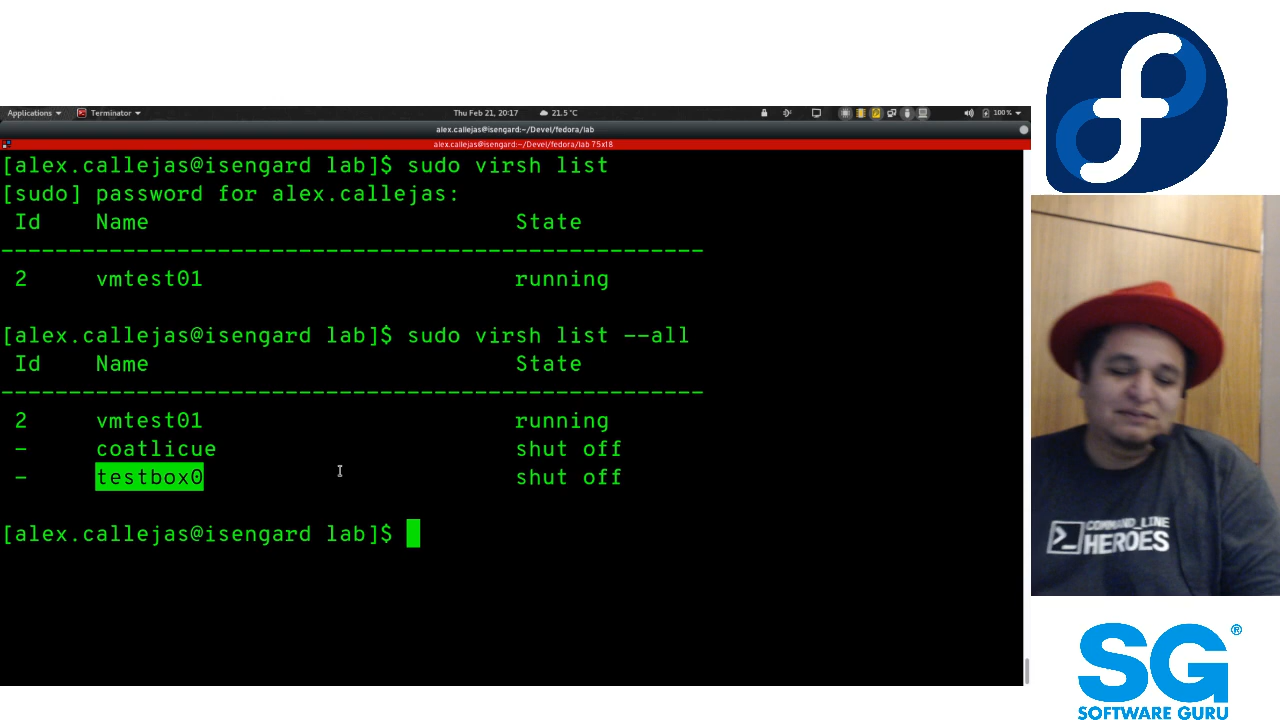 Applications Terminator Thu Feb 21, 20:17 21.5 °C 100 %
alex.callejas@isengard:~/Devel/fedora/lab
alex.callejas@isengard:~/Devel/fedora/lab 75x18
[alex.callejas@isengard lab]$ sudo virsh list
[sudo] password for alex.callejas:
Id Name State
----------------------------------------------------
2 vmtest01 running
[alex.callejas@isengard lab]$ sudo virsh list --all
Id Name State
----------------------------------------------------
2 vmtest01 running
- coatlicue shut off
- testbox0 shut off
[alex.callejas@isengard lab]$
>_ COMMAND_LINE
HEROES
SG®
SOFTWARE GURU